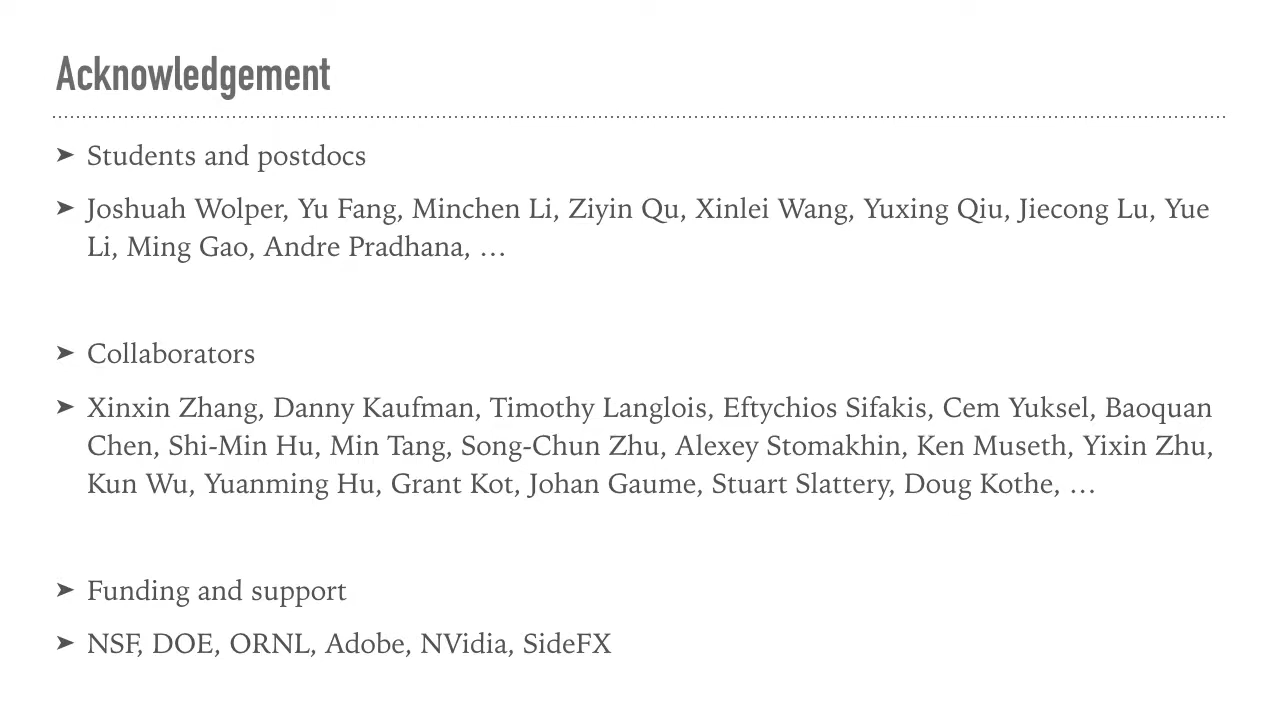 Acknowledgement
➤ Students and postdocs
➤ Joshuah Wolper, Yu Fang, Minchen Li, Ziyin Qu, Xinlei Wang, Yuxing Qiu, Jiecong Lu, Yue
Li, Ming Gao, Andre Pradhana, …
➤ Collaborators
➤ Xinxin Zhang, Danny Kaufman, Timothy Langlois, Eftychios Sifakis, Cem Yuksel, Baoquan
Chen, Shi-Min Hu, Min Tang, Song-Chun Zhu, Alexey Stomakhin, Ken Museth, Yixin Zhu,
Kun Wu, Yuanming Hu, Grant Kot, Johan Gaume, Stuart Slattery, Doug Kothe, …
➤ Funding and support
➤ NSF, DOE, ORNL, Adobe, NVidia, SideFX